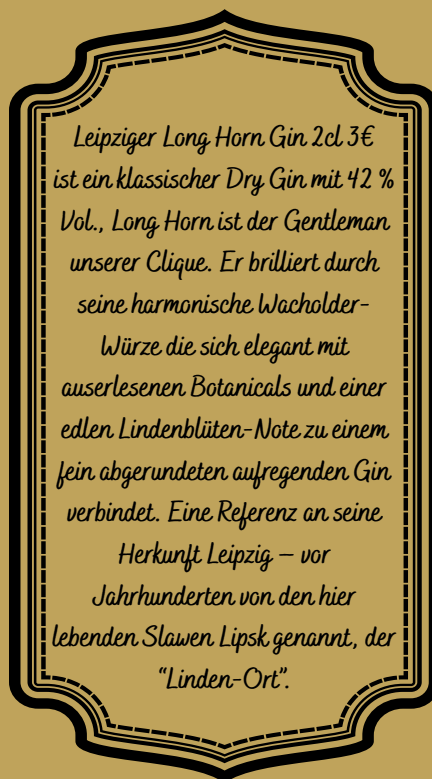 Leipziger Long Horn Gin 2cl 3€
ist ein klassischer Dry Gin mit 42 %
Vol., Long Horn ist der Gentleman
unserer Clique. Er brilliert durch
seine harmonische Wacholder-
Würze die sich elegant mit
auserlesenen Botanicals und einer
edlen Lindenblüten-Note zu einem
fein abgerundeten aufregenden Gin
verbindet. Eine Referenz an seine
Herkunft Leipzig – vor
Jahrhunderten von den hier
lebenden Slawen Lipsk genannt, der
“Linden-Ort”.